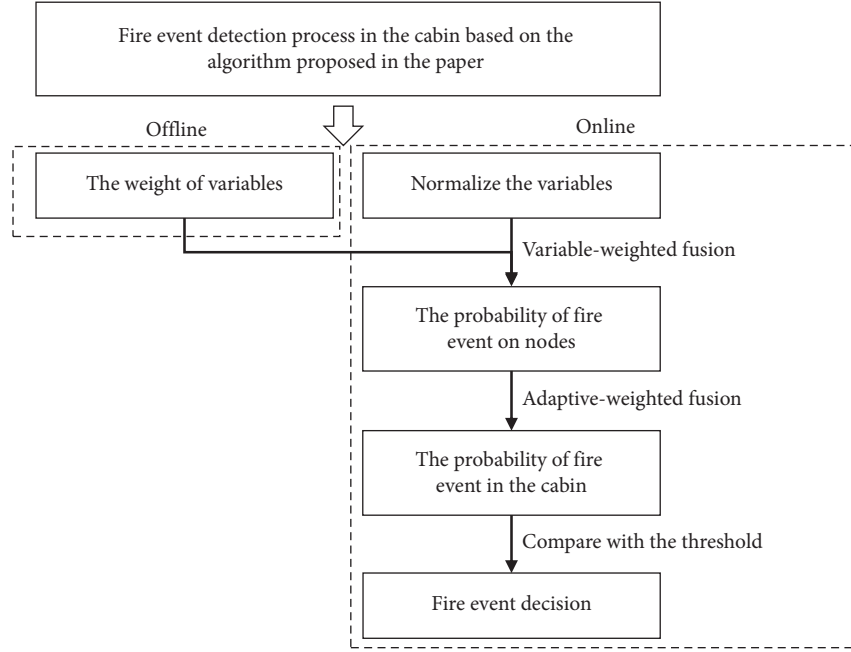 Fire event detection process in the cabin based on the
algorithm proposed in the paper
Offline
Online
The weight of variables
Normalize the variables
Variable-weighted fusion
The probability of fire
event on nodes
Adaptive-weighted fusion
The probability of fire
event in the cabin
Compare with the threshold
Fire event decision